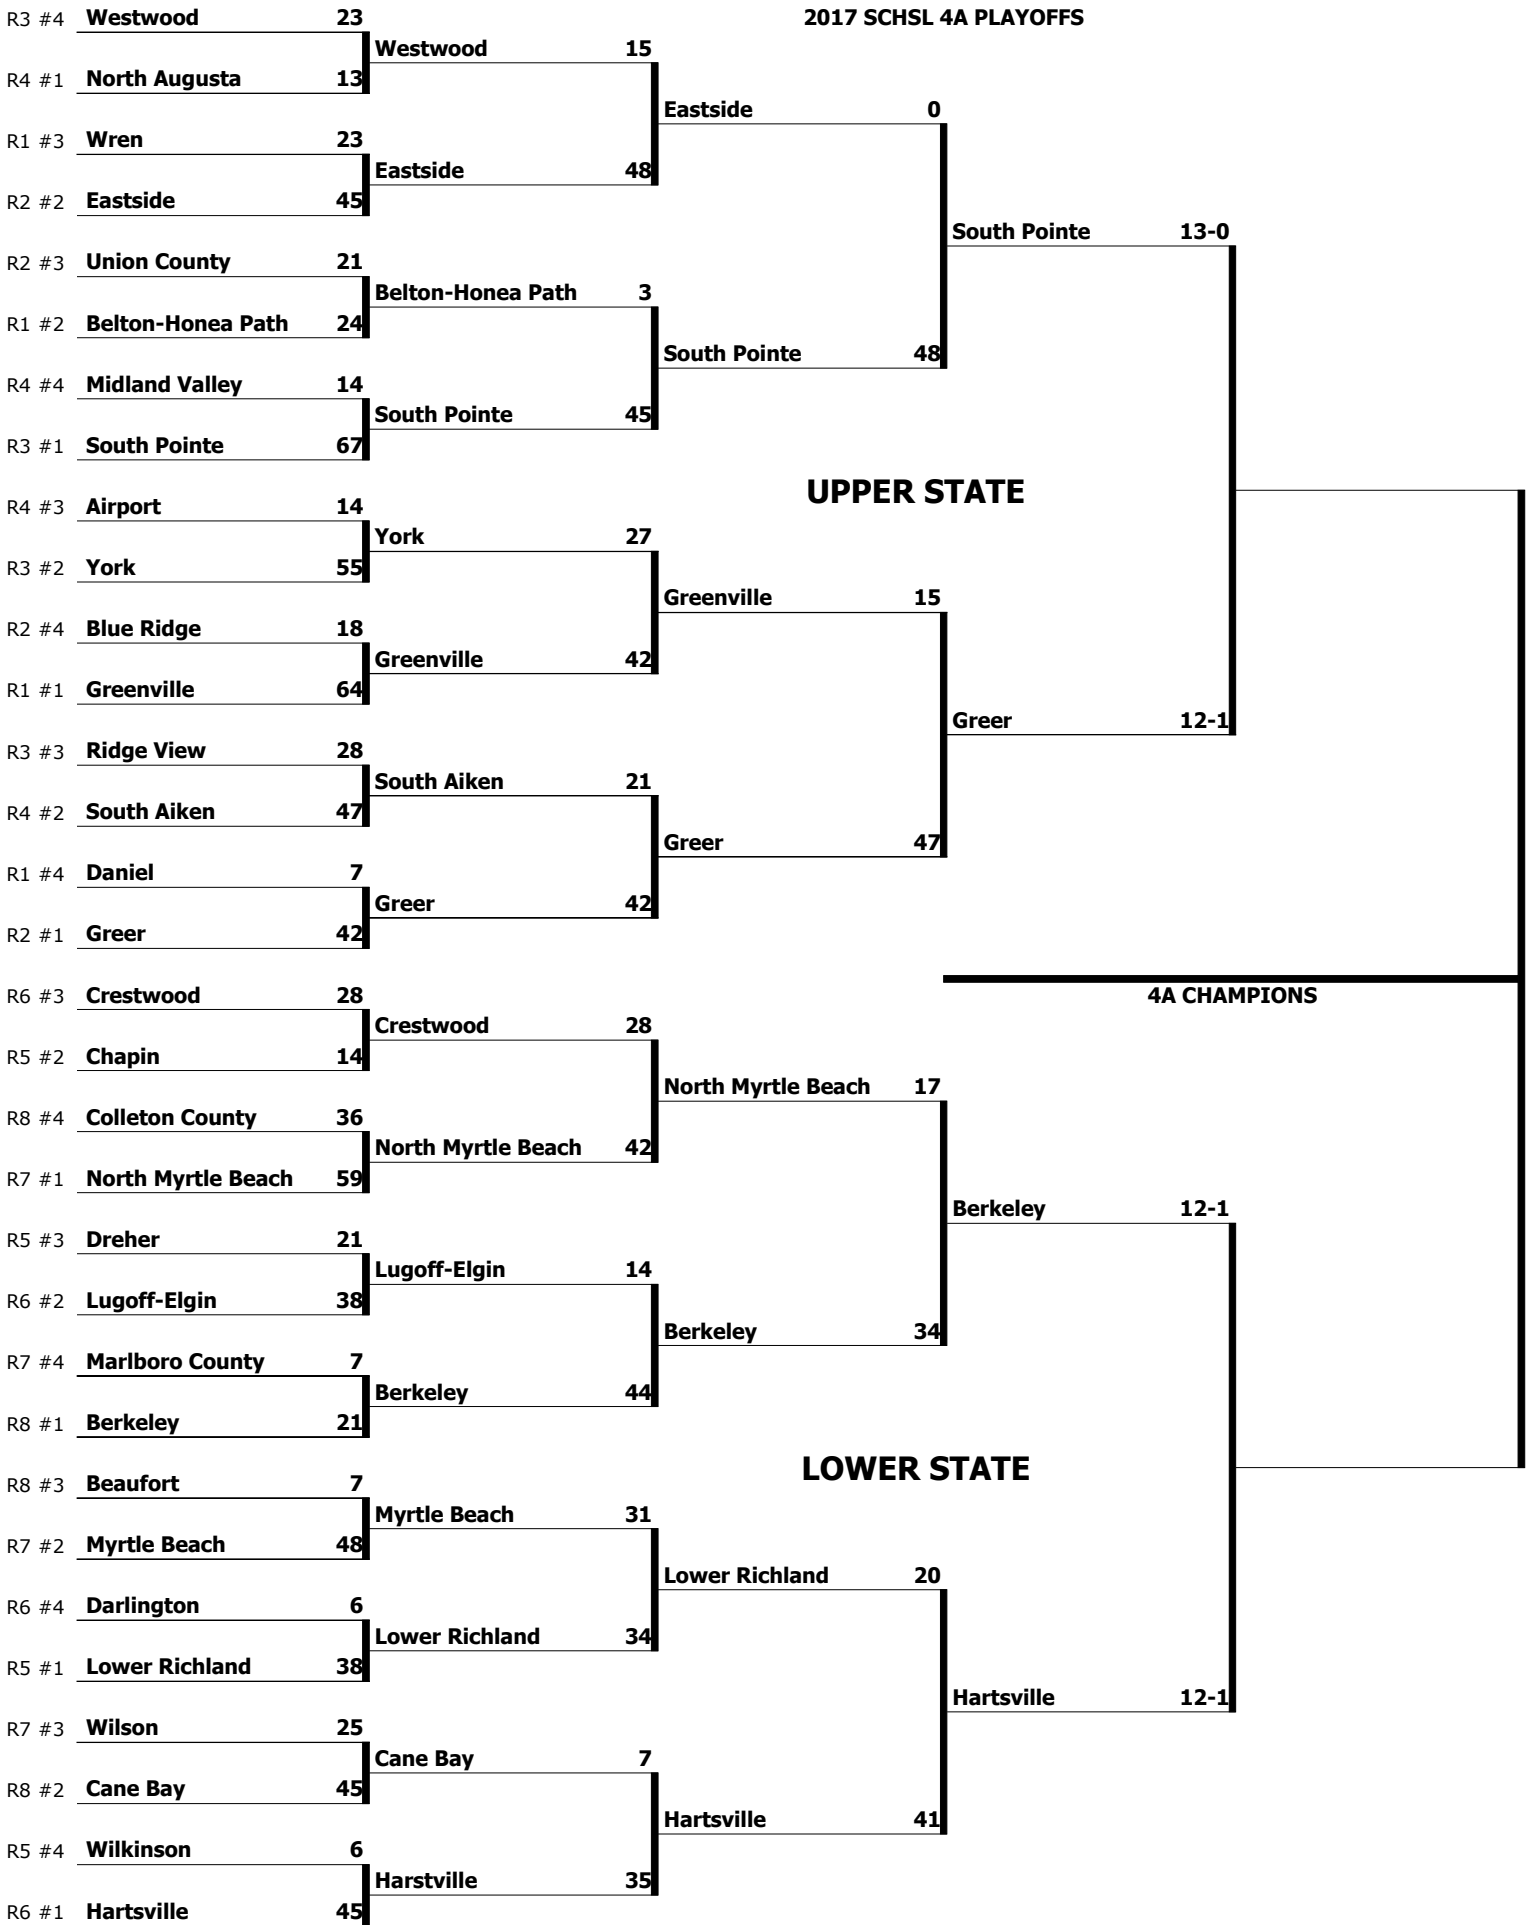 2017 SCHSL 4A PLAYOFFS
R3 #4 Westwood 23
Westwood 15
R4 #1 North Augusta 13
Eastside 0
R1 #3 Wren 23
Eastside 48
R2 #2 Eastside 45
South Pointe 13-0
R2 #3 Union County 21
Belton-Honea Path 3
R1 #2 Belton-Honea Path 24
South Pointe 48
R4 #4 Midland Valley 14
South Pointe 45
R3 #1 South Pointe 67
UPPER STATE
R4 #3 Airport 14
York 27
R3 #2 York 55
Greenville 15
R2 #4 Blue Ridge 18
Greenville 42
R1 #1 Greenville 64
Greer 12-1
R3 #3 Ridge View 28
South Aiken 21
R4 #2 South Aiken 47
Greer 47
R1 #4 Daniel 7
Greer 42
R2 #1 Greer 42
R6 #3 Crestwood 28
4A CHAMPIONS
Crestwood 28
R5 #2 Chapin 14
North Myrtle Beach 17
R8 #4 Colleton County 36
North Myrtle Beach 42
R7 #1 North Myrtle Beach 59
Berkeley 12-1
R5 #3 Dreher 21
Lugoff-Elgin 14
R6 #2 Lugoff-Elgin 38
Berkeley 34
R7 #4 Marlboro County 7
Berkeley 44
R8 #1 Berkeley 21
LOWER STATE
R8 #3 Beaufort 7
Myrtle Beach 31
R7 #2 Myrtle Beach 48
Lower Richland 20
R6 #4 Darlington 6
Lower Richland 34
R5 #1 Lower Richland 38
Hartsville 12-1
R7 #3 Wilson 25
Cane Bay 7
R8 #2 Cane Bay 45
Hartsville 41
R5 #4 Wilkinson 6
Harstville 35
R6 #1 Hartsville 45